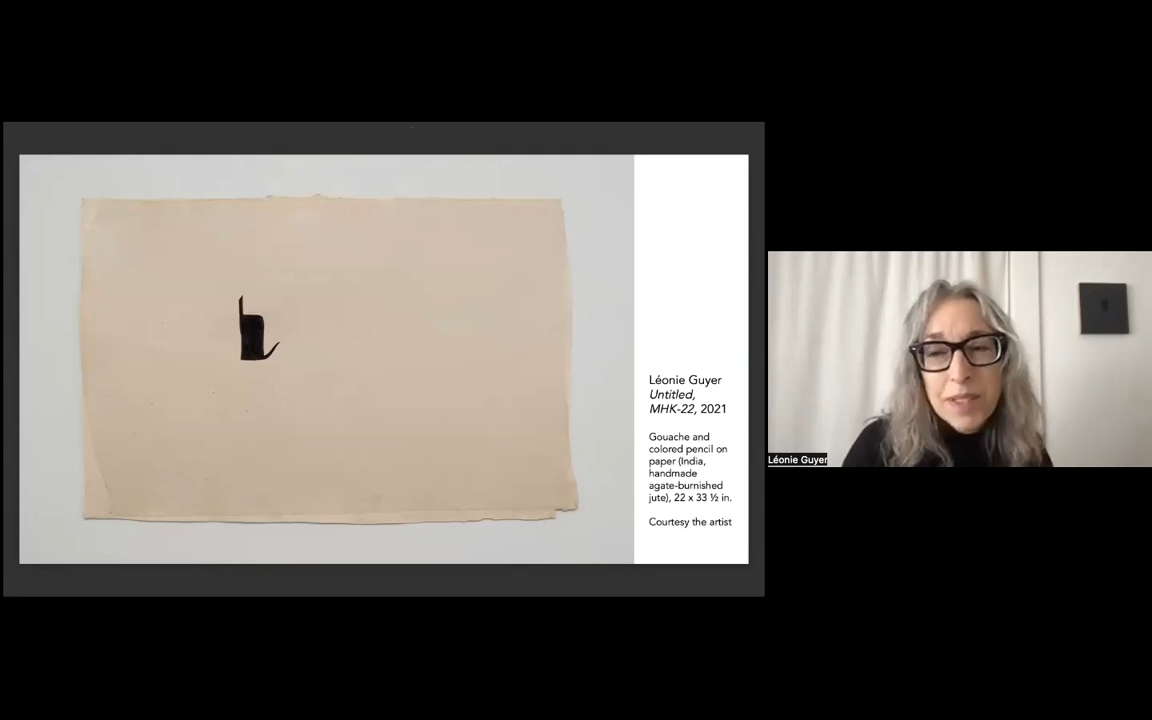 Léonie Guyer
Untitled,
MHK-22, 2021
Gouache and
colored pencil on
paper (India,
handmade
agate-burnished
jute), 22 x 33 ½ in.
Courtesy the artist
Léonie Guyer